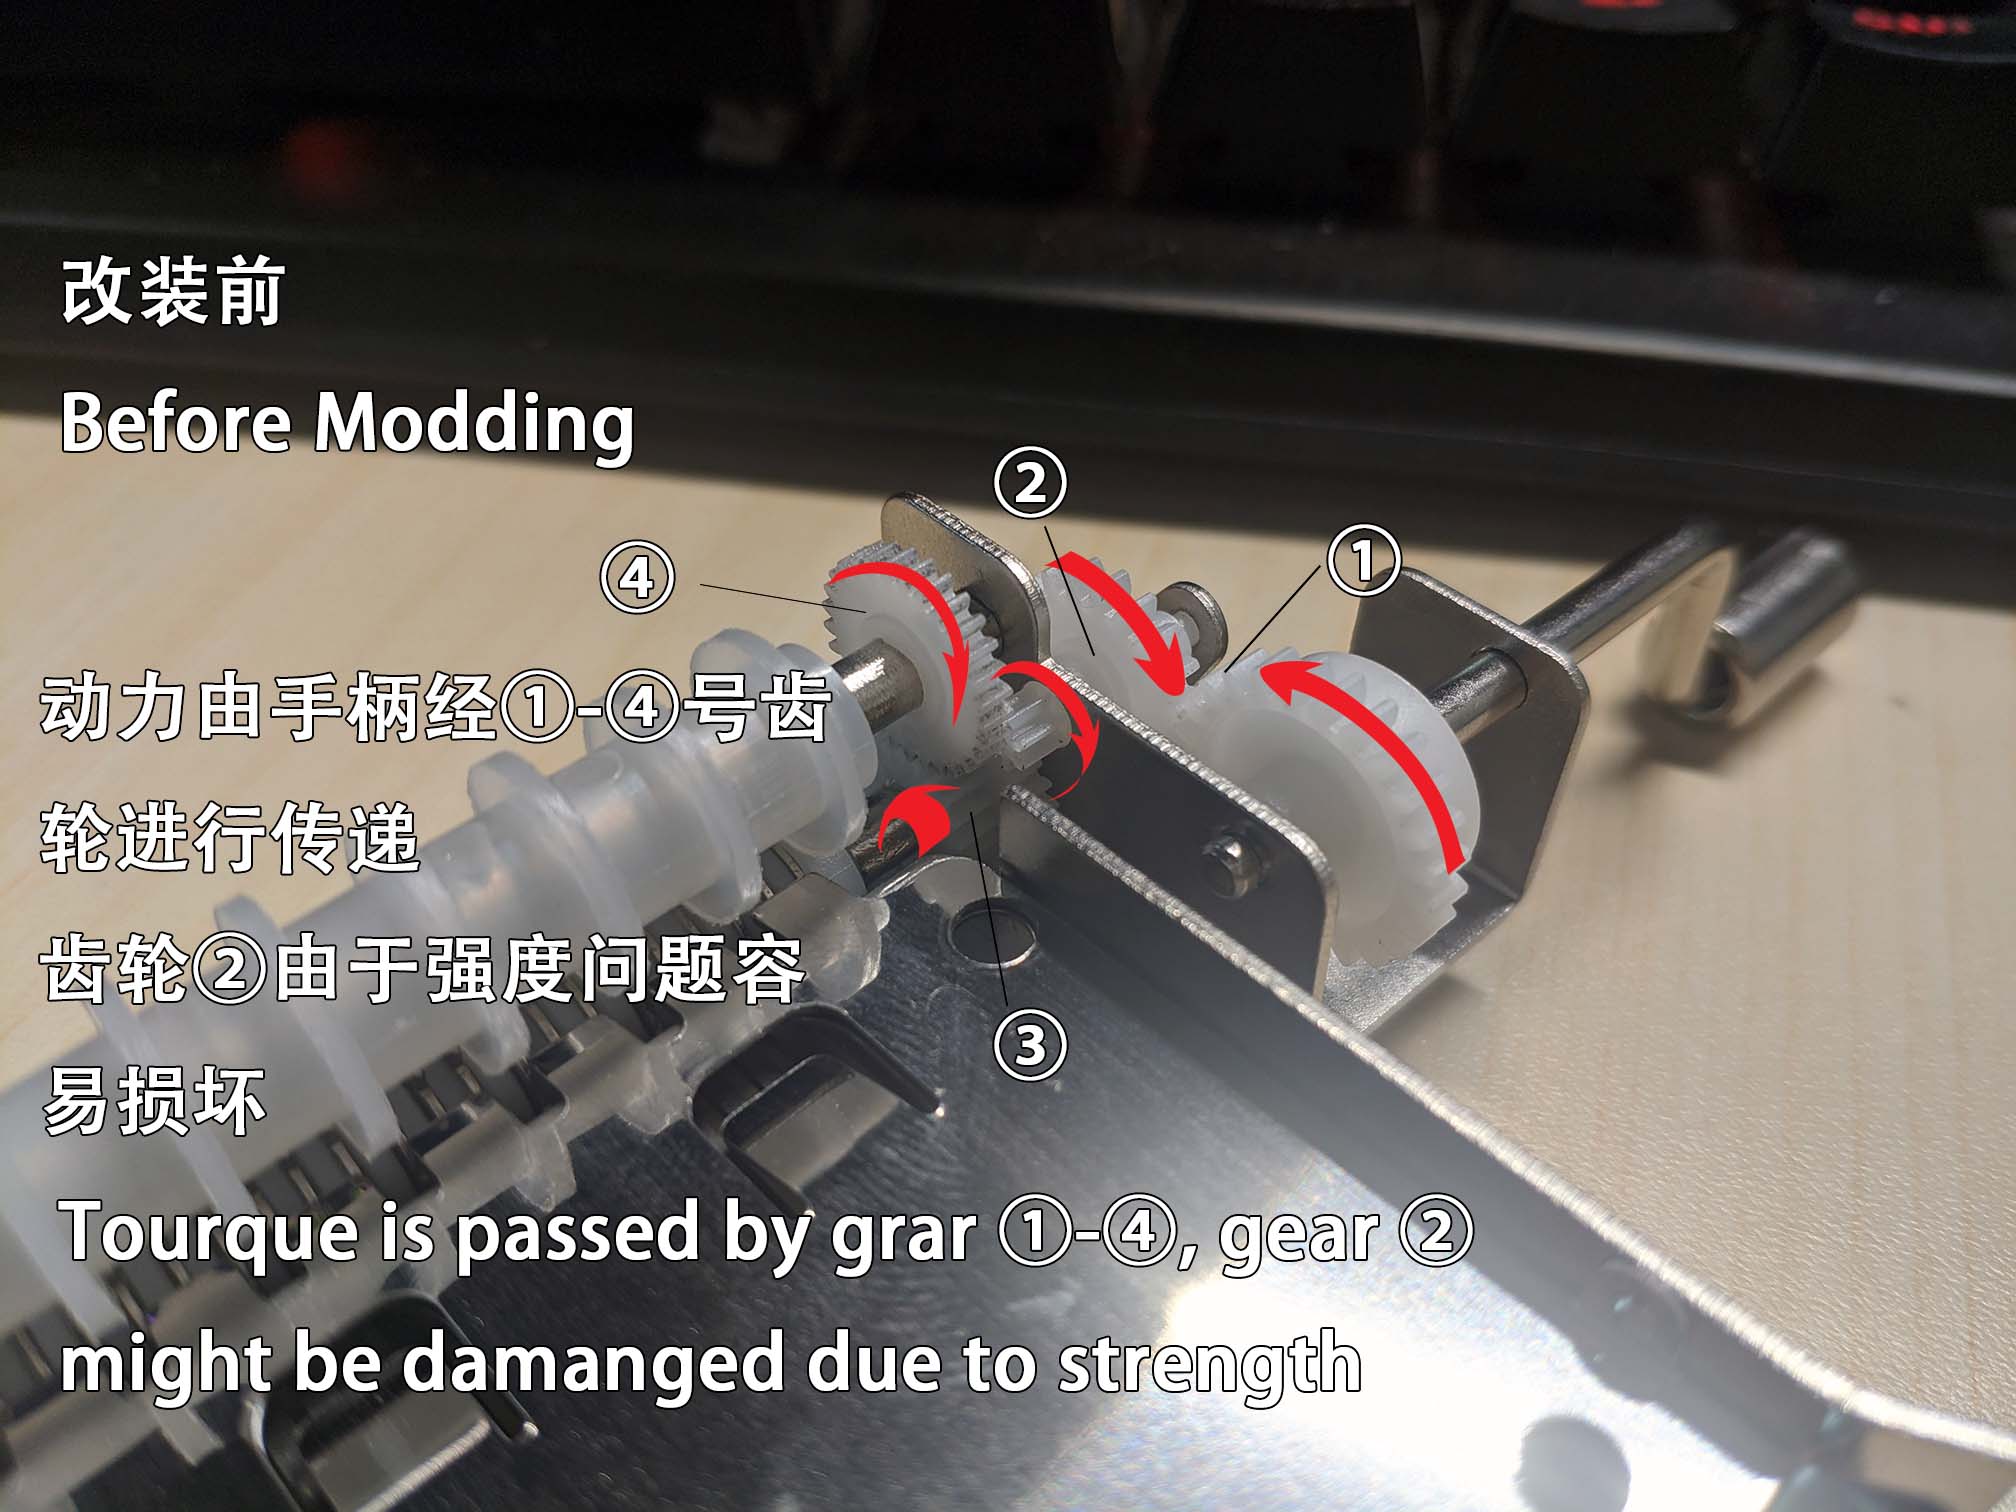 改装前
Before Modding
②
①
④
动力由手柄经①-④号齿
轮进行传递
齿轮②由于强度问题容
易损坏
③
Tourque is passed by grar ①-④, gear ②
might be damanged due to strength